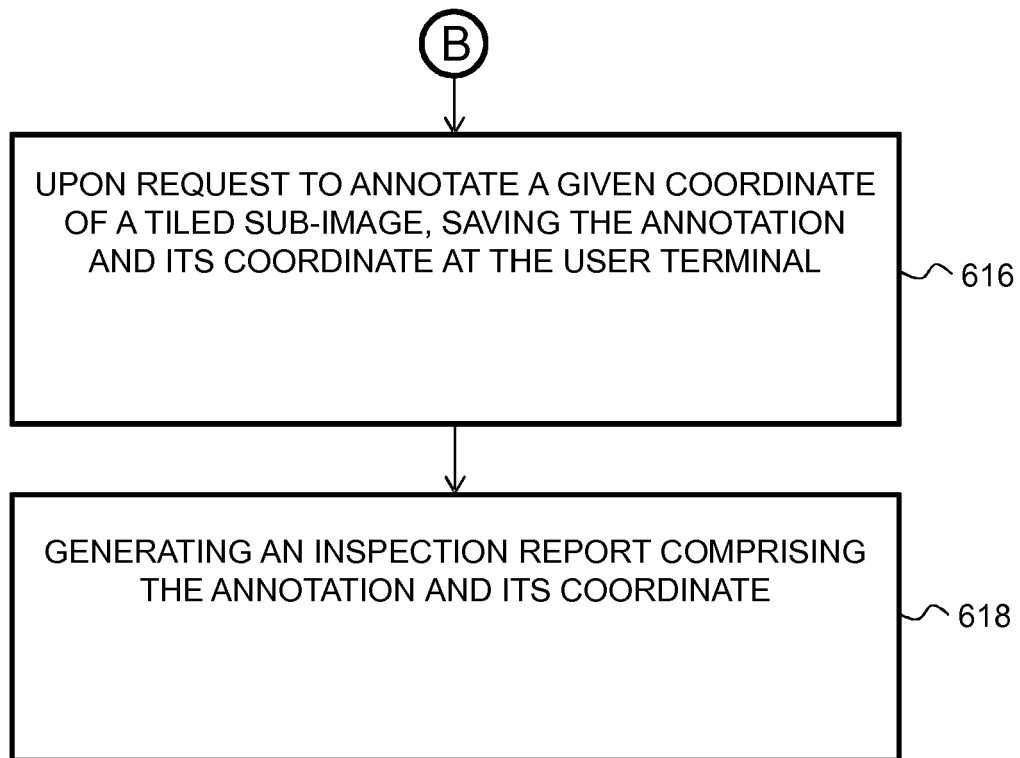 B
UPON REQUEST TO ANNOTATE A GIVEN COORDINATE
OF A TILED SUB-IMAGE, SAVING THE ANNOTATION
AND ITS COORDINATE AT THE USER TERMINAL
616
GENERATING AN INSPECTION REPORT COMPRISING
THE ANNOTATION AND ITS COORDINATE
618